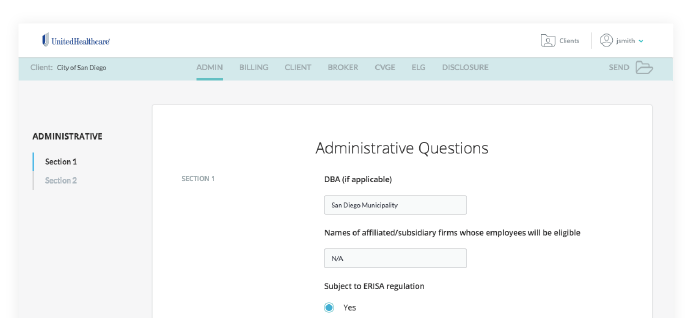 UnitedHealthcare
Clients
jsmith
Client: City of San Diego
ADMIN BILLING CLIENT BROKER CVGE ELG DISCLOSURE
SEND
ADMINISTRATIVE
Section 1
Section 2
Administrative Questions
SECTION 1
DBA (if applicable)
San Diego Municipality
Names of affiliated/subsidiary firms whose employees will be eligible
N/A
Subject to ERISA regulation
Yes